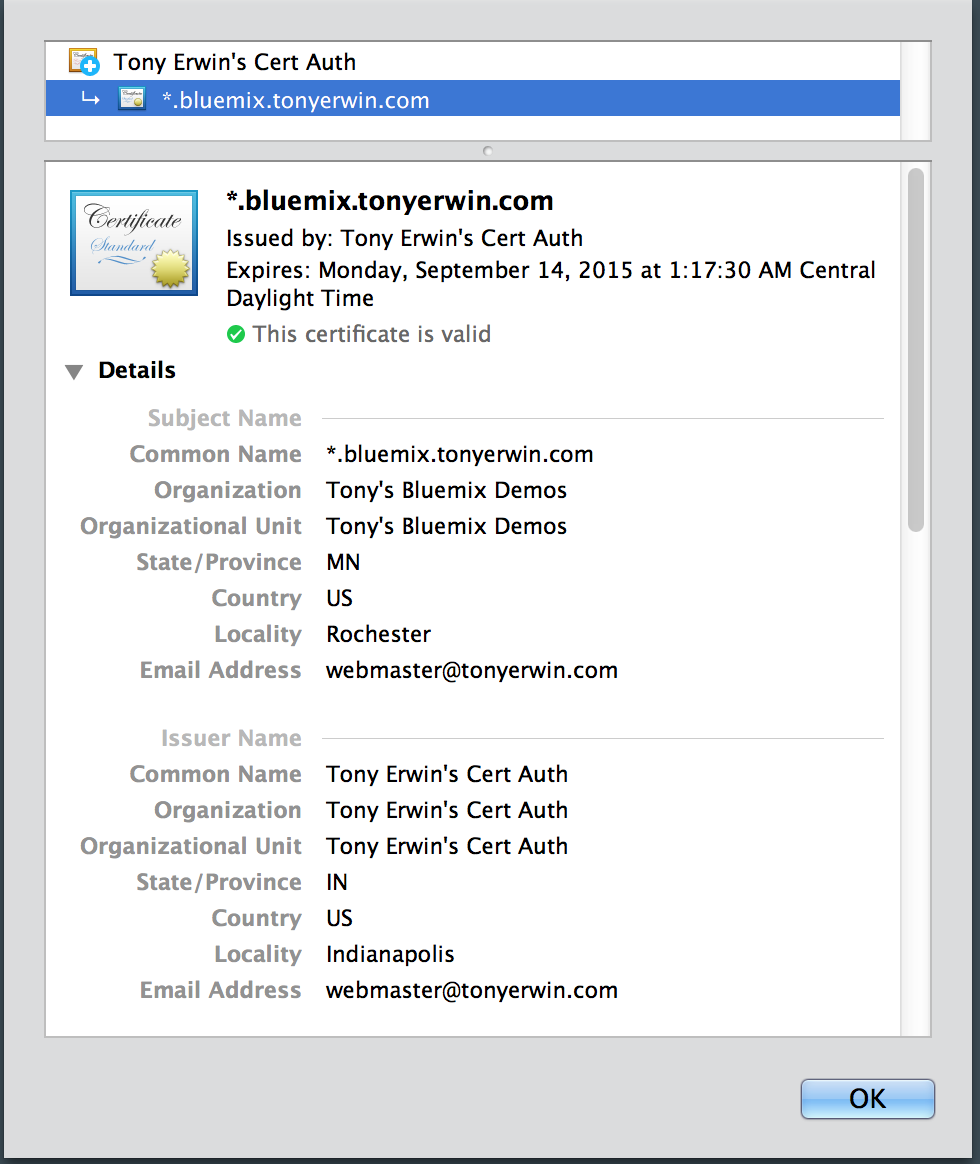 Tony Erwin's Cert Auth
*.bluemix.tonyerwin.com
Certificate
Standard
*.bluemix.tonyerwin.com
Issued by: Tony Erwin's Cert Auth
Expires: Monday, September 14, 2015 at 1:17:30 AM Central
Daylight Time
This certificate is valid
Details
Subject Name
Common Name *.bluemix.tonyerwin.com
Organization Tony's Bluemix Demos
Organizational Unit Tony's Bluemix Demos
State/Province MN
Country US
Locality Rochester
Email Address webmaster@tonyerwin.com
Issuer Name
Common Name Tony Erwin's Cert Auth
Organization Tony Erwin's Cert Auth
Organizational Unit Tony Erwin's Cert Auth
State/Province IN
Country US
Locality Indianapolis
Email Address webmaster@tonyerwin.com
OK